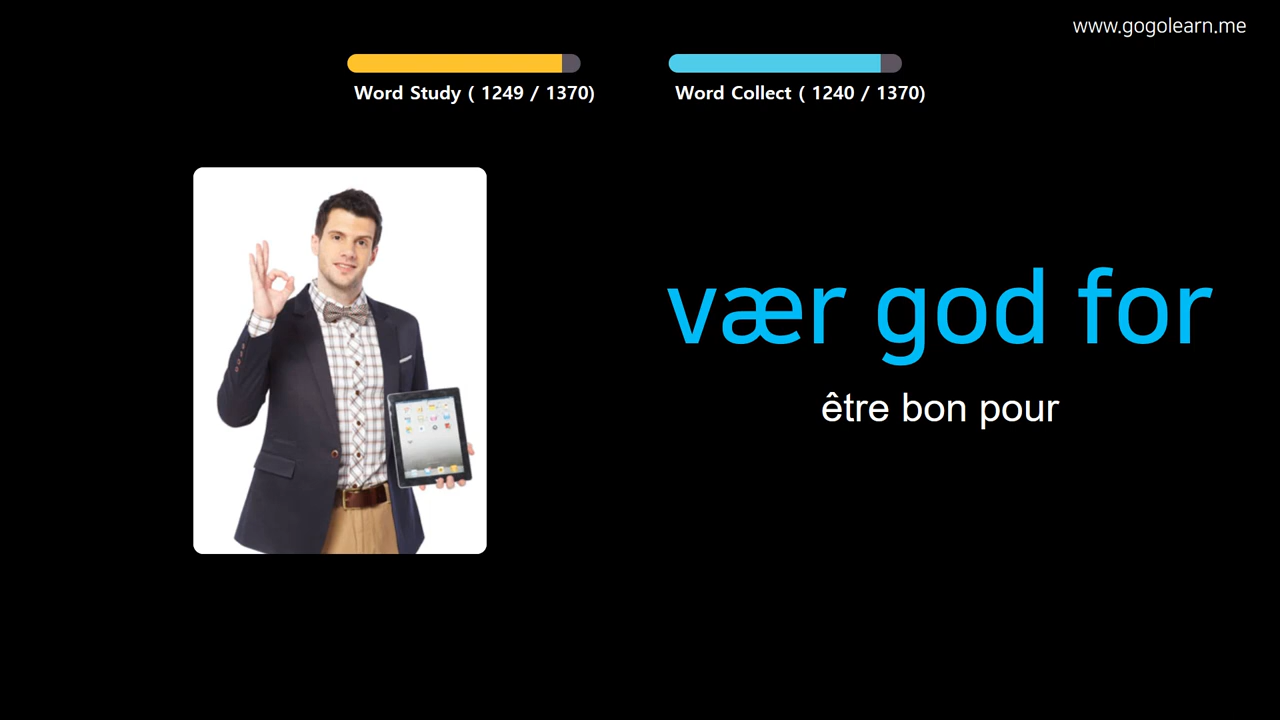 www.gogolearn.me
Word Study ( 1249 / 1370)
Word Collect ( 1240 / 1370)
vær god for
être bon pour